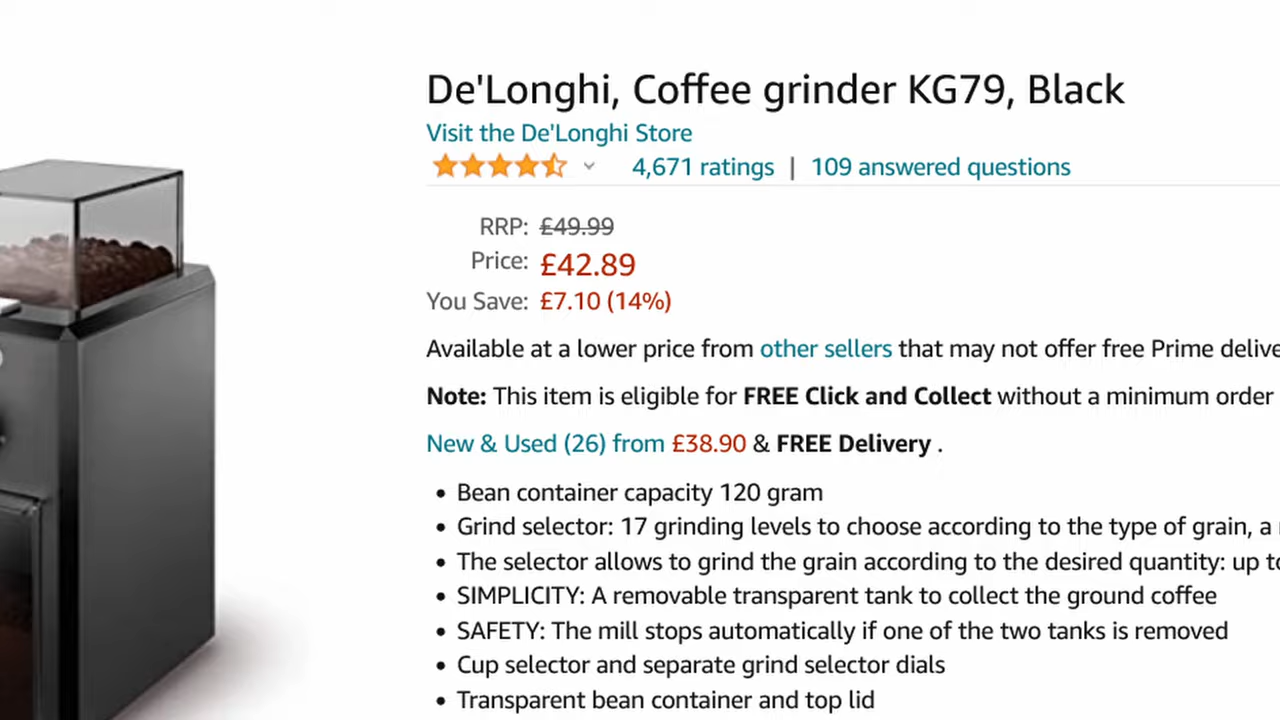 De'Longhi, Coffee grinder KG79, Black
Visit the De'Longhi Store
4,671 ratings | 109 answered questions
RRP: £49.99
Price: £42.89
You Save: £7.10 (14%)
Available at a lower price from other sellers that may not offer free Prime delive
Note: This item is eligible for FREE Click and Collect without a minimum order
New & Used (26) from £38.90 & FREE Delivery .
• Bean container capacity 120 gram
• Grind selector: 17 grinding levels to choose according to the type of grain, a
• The selector allows to grind the grain according to the desired quantity: up to
• SIMPLICITY: A removable transparent tank to collect the ground coffee
• SAFETY: The mill stops automatically if one of the two tanks is removed
• Cup selector and separate grind selector dials
• Transparent bean container and top lid